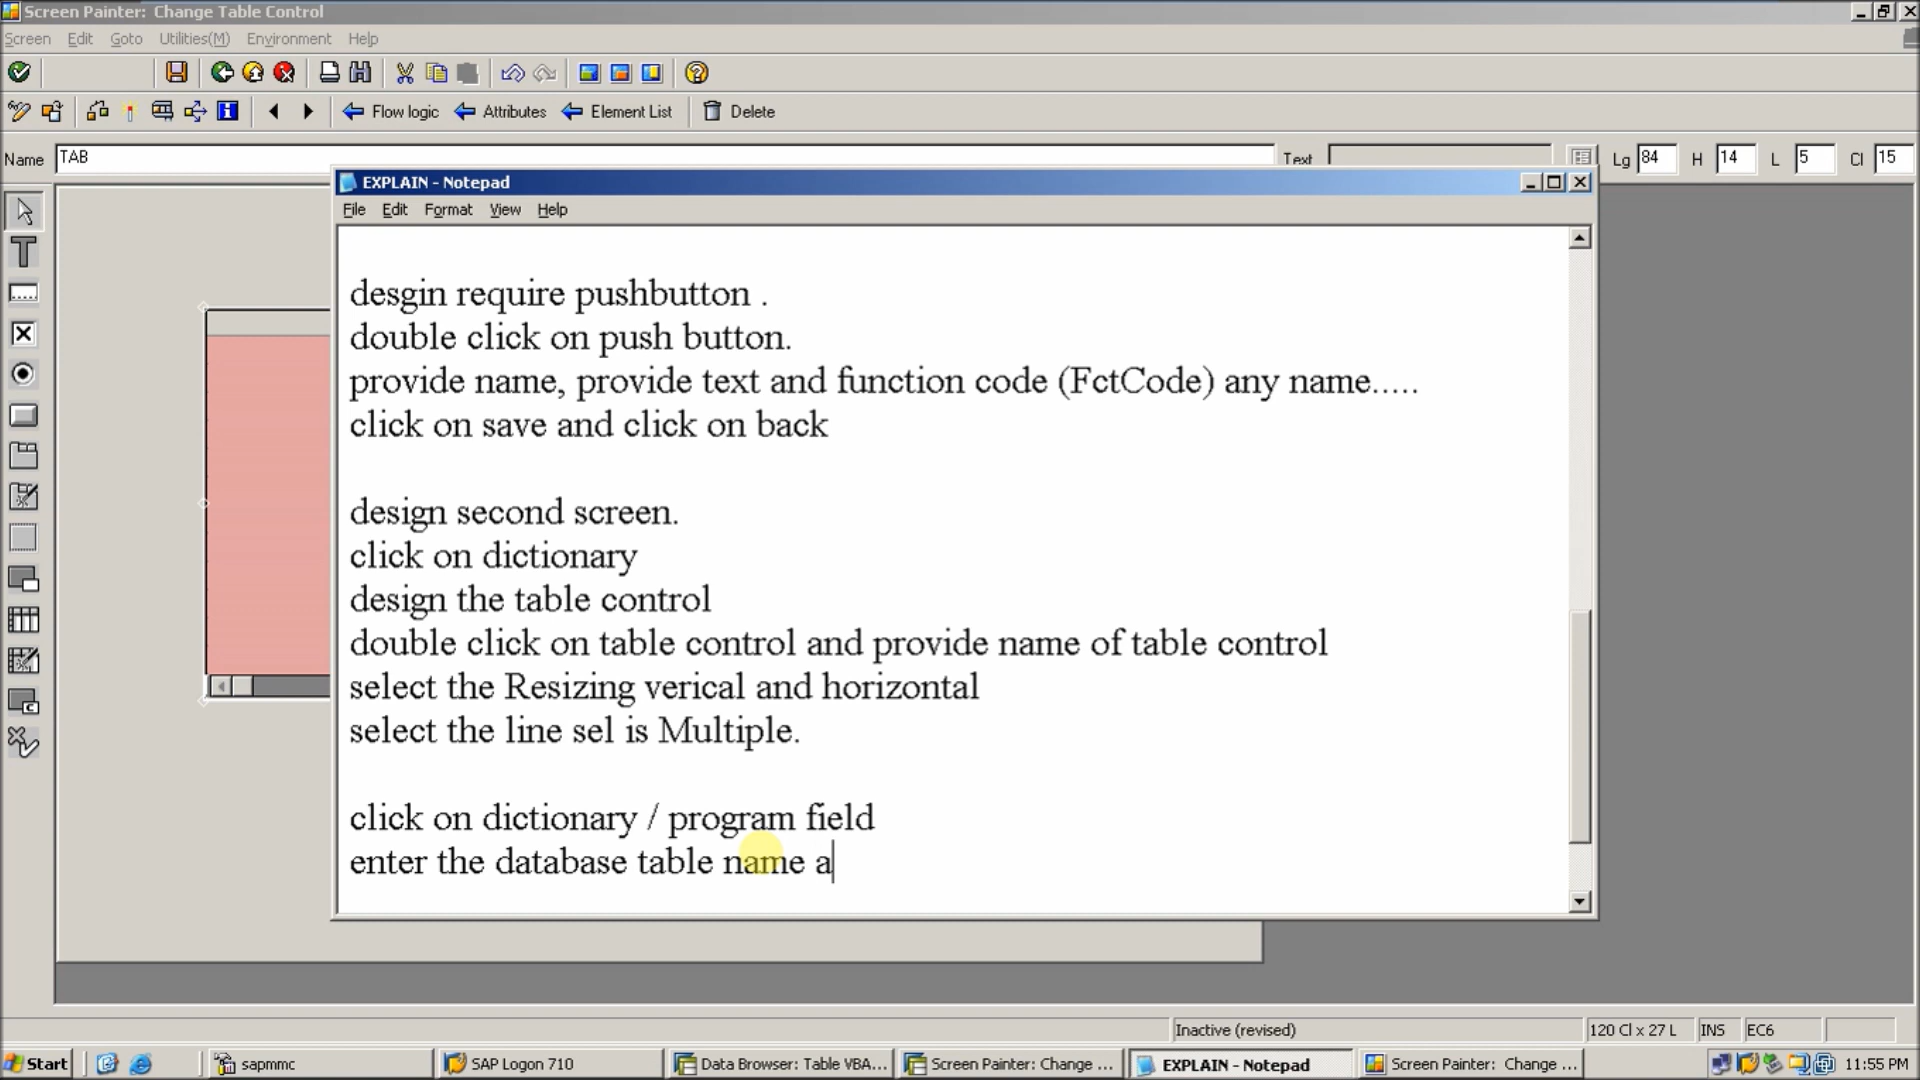 Screen Painter: Change Table Control
Screen Edit Goto Utilities(M) Environment Help
Flow logic Attributes Element List Delete
Name TAB Text Lg 84 H 14 L 5 Cl 15
EXPLAIN - Notepad
File Edit Format View Help
desgin require pushbutton .
double click on push button.
provide name, provide text and function code (FctCode) any name.....
click on save and click on back
design second screen.
click on dictionary
design the table control
double click on table control and provide name of table control
select the Resizing verical and horizontal
select the line sel is Multiple.
click on dictionary / program field
enter the database table name a
Inactive (revised) 120 Cl x 27 L INS EC6
Start sapmmc SAP Logon 710 Data Browser: Table VBA... Screen Painter: Change ... EXPLAIN - Notepad Screen Painter: Change ... 11:55 PM